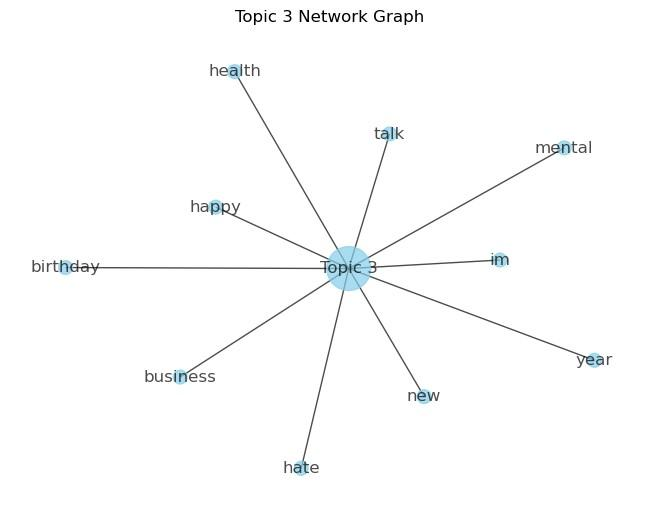 Topic 3 Network Graph
health
talk
mental
happy
birthday
Topic 3
im
year
business
new
hate